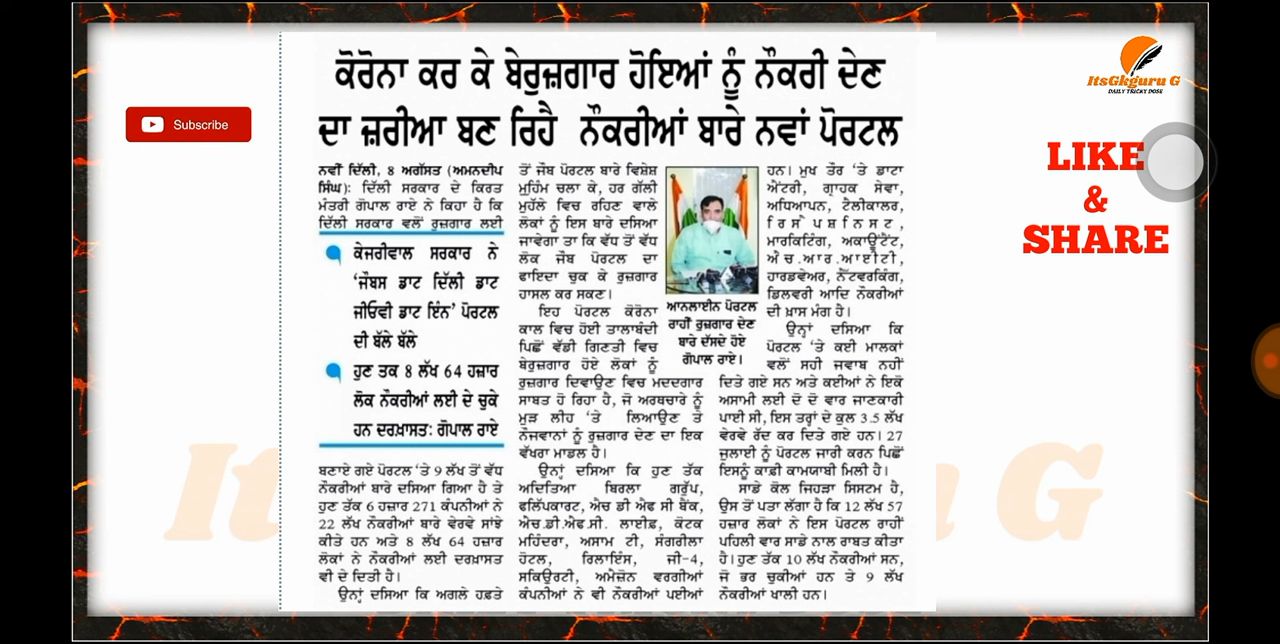 ਕੋਰੋਨਾ ਕਰ ਕੇ ਬੇਰੁਜ਼ਗਾਰ ਹੋਇਆਂ ਨੂੰ ਨੌਕਰੀ ਦੇਣ
ਦਾ ਜ਼ਰੀਆ ਬਣ ਰਿਹੈ ਨੌਕਰੀਆਂ ਬਾਰੇ ਨਵਾਂ ਪੋਰਟਲ
Subscribe
ItsGkguru G
DAILY TRICKY DOSE
LIKE
&
SHARE
ਨਵੀਂ ਦਿੱਲੀ, 8 ਅਗੱਸਤ (ਅਮਨਦੀਪ
ਸਿੰਘ): ਦਿੱਲੀ ਸਰਕਾਰ ਦੇ ਕਿਰਤ
ਮੰਤਰੀ ਗੋਪਾਲ ਰਾਏ ਨੇ ਕਿਹਾ ਹੈ ਕਿ
ਦਿੱਲੀ ਸਰਕਾਰ ਵਲੋਂ ਰੁਜ਼ਗਾਰ ਲਈ
ਕੇਜਰੀਵਾਲ ਸਰਕਾਰ ਨੇ
'ਜੌਬਸ ਡਾਟ ਦਿੱਲੀ ਡਾਟ
ਜੀਓਵੀ ਡਾਟ ਇੰਨ' ਪੋਰਟਲ
ਦੀ ਬੱਲੇ ਬੱਲੇ
ਹੁਣ ਤਕ 8 ਲੱਖ 64 ਹਜ਼ਾਰ
ਲੋਕ ਨੌਕਰੀਆਂ ਲਈ ਦੇ ਚੁਕੇ
ਹਨ ਦਰਖ਼ਾਸਤ: ਗੋਪਾਲ ਰਾਏ
ਬਣਾਏ ਗਏ ਪੋਰਟਲ 'ਤੇ 9 ਲੱਖ ਤੋਂ ਵੱਧ
ਨੌਕਰੀਆਂ ਬਾਰੇ ਦਸਿਆ ਗਿਆ ਹੈ ਤੇ
ਹੁਣ ਤਕ 6 ਹਜ਼ਾਰ 271 ਕੰਪਨੀਆਂ ਨੇ
22 ਲੱਖ ਨੌਕਰੀਆਂ ਬਾਰੇ ਵੇਰਵੇ ਸਾਂਝੇ
ਕੀਤੇ ਹਨ ਅਤੇ 8 ਲੱਖ 64 ਹਜ਼ਾਰ
ਲੋਕਾਂ ਨੇ ਨੌਕਰੀਆਂ ਲਈ ਦਰਖ਼ਾਸਤ
ਵੀ ਦੇ ਦਿਤੀ ਹੈ।
ਉਨ੍ਹਾਂ ਦਸਿਆ ਕਿ ਅਗਲੇ ਹਫ਼ਤੇ
ਤੋਂ ਜੌਬ ਪੋਰਟਲ ਬਾਰੇ ਵਿਸ਼ੇਸ਼
ਮੁਹਿੰਮ ਚਲਾ ਕੇ, ਹਰ ਗੱਲੀ
ਮੁਹੱਲੇ ਵਿਚ ਰਹਿਣ ਵਾਲੇ
ਲੋਕਾਂ ਨੂੰ ਇਸ ਬਾਰੇ ਦਸਿਆ
ਜਾਵੇਗਾ ਤਾ ਕਿ ਵੱਧ ਤੋਂ ਵੱਧ
ਲੋਕ ਜੌਬ ਪੋਰਟਲ ਦਾ
ਫਾਇਦਾ ਚੁਕ ਕੇ ਰੁਜ਼ਗਾਰ
ਹਾਸਲ ਕਰ ਸਕਣ।
ਇਹ ਪੋਰਟਲ ਕੋਰੋਨਾ
ਕਾਲ ਵਿਚ ਹੋਈ ਤਾਲਾਬੰਦੀ
ਪਿਛੋਂ ਵੱਡੀ ਗਿਣਤੀ ਵਿਚ
ਬੇਰੁਜ਼ਗਾਰ ਹੋਏ ਲੋਕਾਂ ਨੂੰ
ਰੁਜ਼ਗਾਰ ਦਿਵਾਉਣ ਵਿਚ ਮਦਦਗਾਰ
ਸਾਬਤ ਹੋ ਰਿਹਾ ਹੈ, ਜੋ ਅਰਥਚਾਰੇ ਨੂੰ
ਮੁੜ ਲੀਹ 'ਤੇ ਲਿਆਉਣ ਤੇ
ਨੌਜਵਾਨਾਂ ਨੂੰ ਰੁਜ਼ਗਾਰ ਦੇਣ ਦਾ ਇਕ
ਵੱਖਰਾ ਮਾਡਲ ਹੈ।
ਉਨ੍ਹਾਂ ਦਸਿਆ ਕਿ ਹੁਣ ਤੱਕ
ਅਦਿਤਿਆ ਬਿਰਲਾ ਗਰੁੱਪ,
ਫਲਿੱਪਕਾਰਟ, ਐਚ ਡੀ ਐਫ ਸੀ ਬੈਂਕ,
ਐਚ.ਡੀ.ਐਫ.ਸੀ. ਲਾਈਫ਼, ਕੋਟਕ
ਮਹਿੰਦਰਾ, ਅਸਾਮ ਟੀ, ਸੰਗਰੀਲਾ
ਹੋਟਲ, ਰਿਲਾਇੰਸ, ਜੀ-4,
ਸਕਿਉਰਟੀ, ਅਮੇਜ਼ੋਨ ਵਰਗੀਆਂ
ਕੰਪਨੀਆਂ ਨੇ ਵੀ ਨੌਕਰੀਆਂ ਪਈਆਂ
ਆਨਲਾਈਨ ਪੋਰਟਲ
ਰਾਹੀਂ ਰੁਜ਼ਗਾਰ ਦੇਣ
ਬਾਰੇ ਦੱਸਦੇ ਹੋਏ
ਗੋਪਾਲ ਰਾਏ।
ਹਨ। ਮੁਖ ਤੌਰ 'ਤੇ ਡਾਟਾ
ਐਂਟਰੀ, ਗ੍ਰਾਹਕ ਸੇਵਾ,
ਅਧਿਆਪਨ, ਟੈਲੀਕਾਲਰ,
ਰਿਸੈਪਸ਼ਨਿਸਟ,
ਮਾਰਕਿਟਿੰਗ, ਅਕਾਊਂਟੈਂਟ,
ਐਚ.ਆਰ.ਆਈਟੀ,
ਹਾਰਡਵੇਅਰ, ਨੈੱਟਵਰਕਿੰਗ,
ਡਿਲਵਰੀ ਆਦਿ ਨੌਕਰੀਆਂ
ਦੀ ਖ਼ਾਸ ਮੰਗ ਹੈ।
ਉਨ੍ਹਾਂ ਦਸਿਆ ਕਿ
ਪੋਰਟਲ 'ਤੇ ਕਈ ਮਾਲਕਾਂ
ਵਲੋਂ ਸਹੀ ਜਵਾਬ ਨਹੀਂ
ਦਿਤੇ ਗਏ ਸਨ ਅਤੇ ਕਈਆਂ ਨੇ ਇਕੋ
ਅਸਾਮੀ ਲਈ ਦੋ ਦੋ ਵਾਰ ਜਾਣਕਾਰੀ
ਪਾਈ ਸੀ, ਇਸ ਤਰ੍ਹਾਂ ਦੇ ਕੁਲ 3.5 ਲੱਖ
ਵੇਰਵੇ ਰੱਦ ਕਰ ਦਿਤੇ ਗਏ ਹਨ। 27
ਜੁਲਾਈ ਨੂੰ ਪੋਰਟਲ ਜਾਰੀ ਕਰਨ ਪਿਛੋਂ
ਇਸਨੂੰ ਕਾਫ਼ੀ ਕਾਮਯਾਬੀ ਮਿਲੀ ਹੈ।
ਸਾਡੇ ਕੋਲ ਜਿਹੜਾ ਸਿਸਟਮ ਹੈ,
ਉਸ ਤੋਂ ਪਤਾ ਲੱਗਾ ਹੈ ਕਿ 12 ਲੱਖ 57
ਹਜ਼ਾਰ ਲੋਕਾਂ ਨੇ ਇਸ ਪੋਰਟਲ ਰਾਹੀਂ
ਪਹਿਲੀ ਵਾਰ ਸਾਡੇ ਨਾਲ ਰਾਬਤ ਕੀਤਾ
ਹੈ। ਹੁਣ ਤੱਕ 10 ਲੱਖ ਨੌਕਰੀਆਂ ਸਨ,
ਜੋ ਭਰ ਚੁਕੀਆਂ ਹਨ ਤੇ 9 ਲੱਖ
ਨੌਕਰੀਆਂ ਖਾਲੀ ਹਨ।